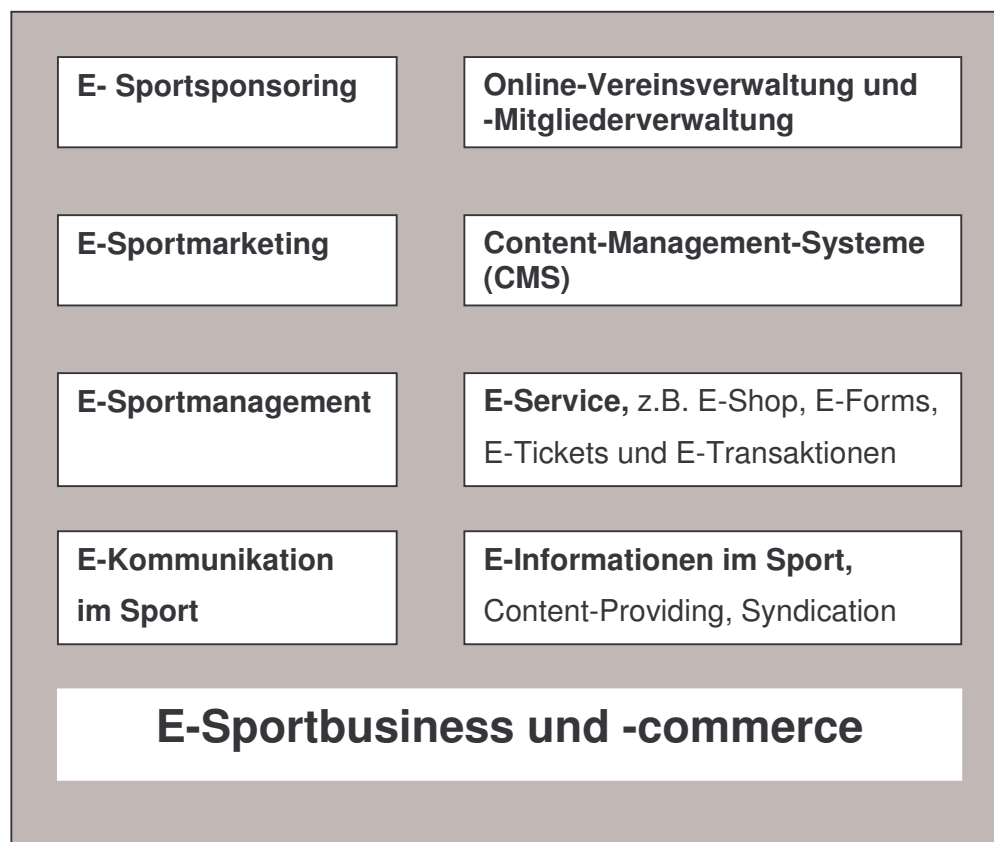 E- Sportsponsoring
Online-Vereinsverwaltung und
-Mitgliederverwaltung
E-Sportmarketing
Content-Management-Systeme
(CMS)
E-Sportmanagement
E-Service, z.B. E-Shop, E-Forms,
E-Tickets und E-Transaktionen
E-Kommunikation
im Sport
E-Informationen im Sport,
Content-Providing, Syndication
E-Sportbusiness und -commerce